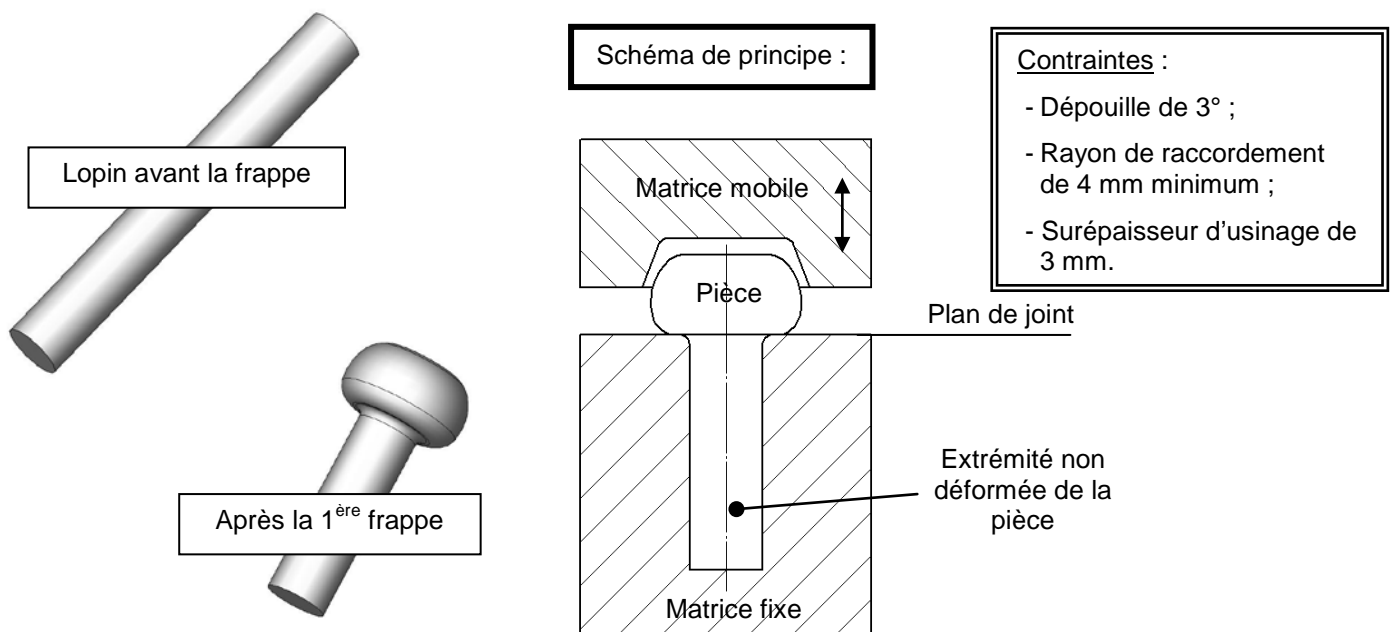 Lopin avant la frappe
Après la 1ère frappe
Schéma de principe :
Matrice mobile
Pièce
Plan de joint
Extrémité non
déformée de la
pièce
Matrice fixe
Contraintes :
- Dépouille de 3° ;
- Rayon de raccordement
de 4 mm minimum ;
- Surépaisseur d'usinage de
3 mm.